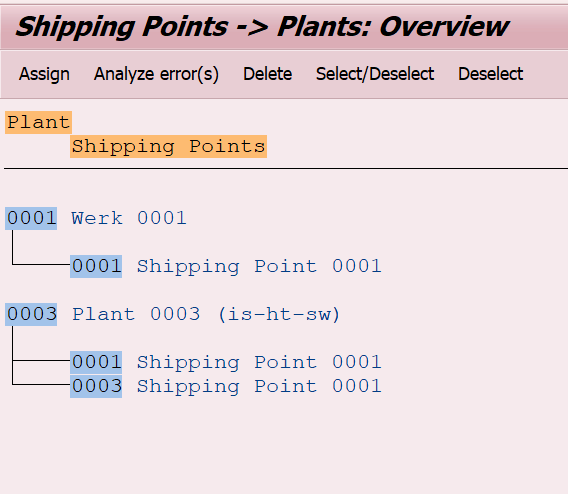 Shipping Points -> Plants: Overview
Assign Analyze error(s) Delete Select/Deselect Deselect
Plant
Shipping Points
0001 Werk 0001
0001 Shipping Point 0001
0003 Plant 0003 (is-ht-sw)
0001 Shipping Point 0001
0003 Shipping Point 0001